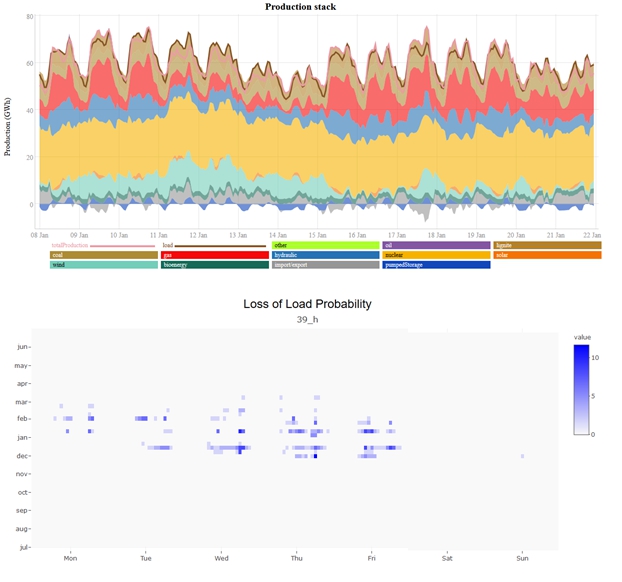 Production stack
80
60
40
20
0
Production (GWh)
08 Jan 09 Jan 10 Jan 11 Jan 12 Jan 13 Jan 14 Jan 15 Jan 16 Jan 17 Jan 18 Jan 19 Jan 20 Jan 21 Jan 22 Jan
totalProduction load other oil lignite
coal gas hydraulic nuclear solar
wind bioenergy import/export pumpedStorage
Loss of Load Probability
39_h
value
10
5
0
jun
may
apr
mar
feb
jan
dec
nov
oct
sep
aug
jul
Mon Tue Wed Thu Fri Sat Sun